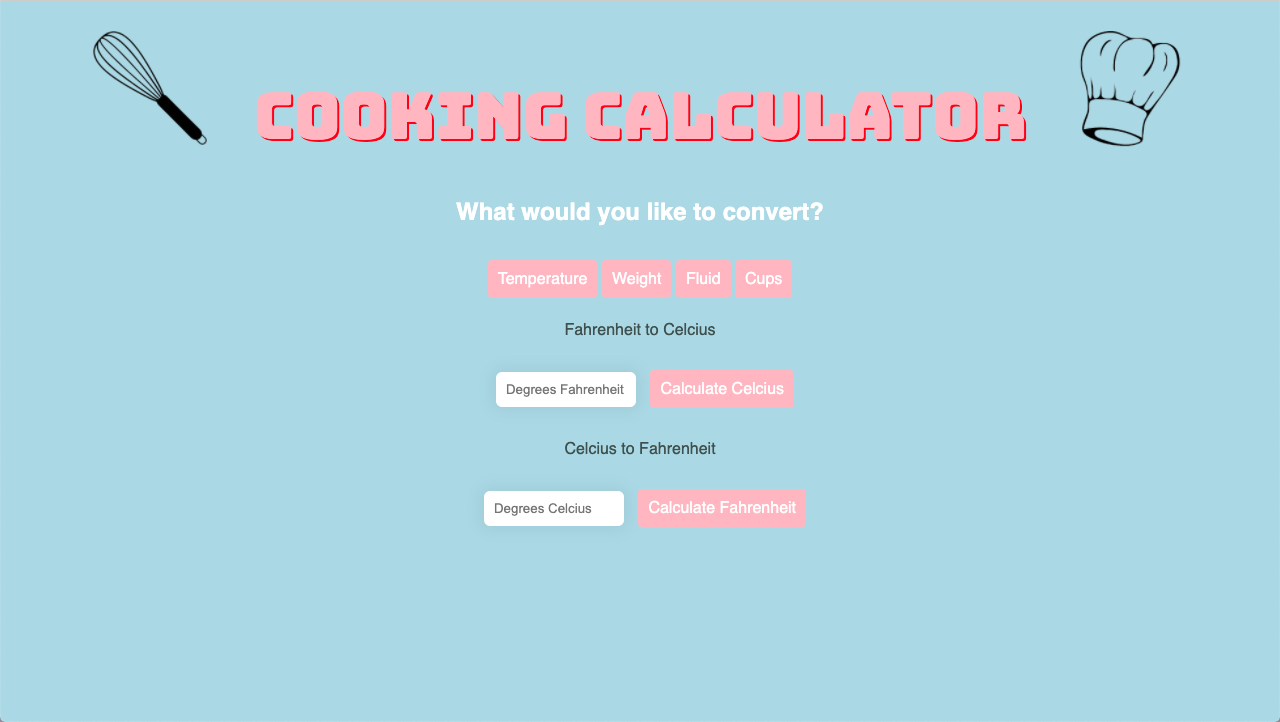 COOKING CALCULATOR
What would you like to convert?
Temperature Weight Fluid Cups
Fahrenheit to Celcius
Degrees Fahrenheit Calculate Celcius
Celcius to Fahrenheit
Degrees Celcius Calculate Fahrenheit